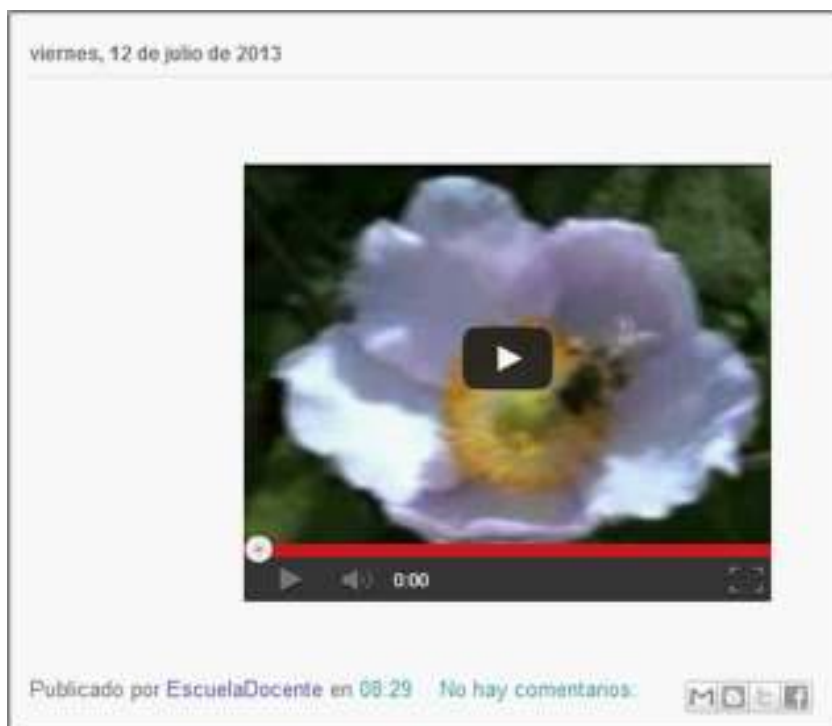 viernes, 12 de julio de 2013
0:00
Publicado por EscuelaDocente en 08:29 No hay comentarios: